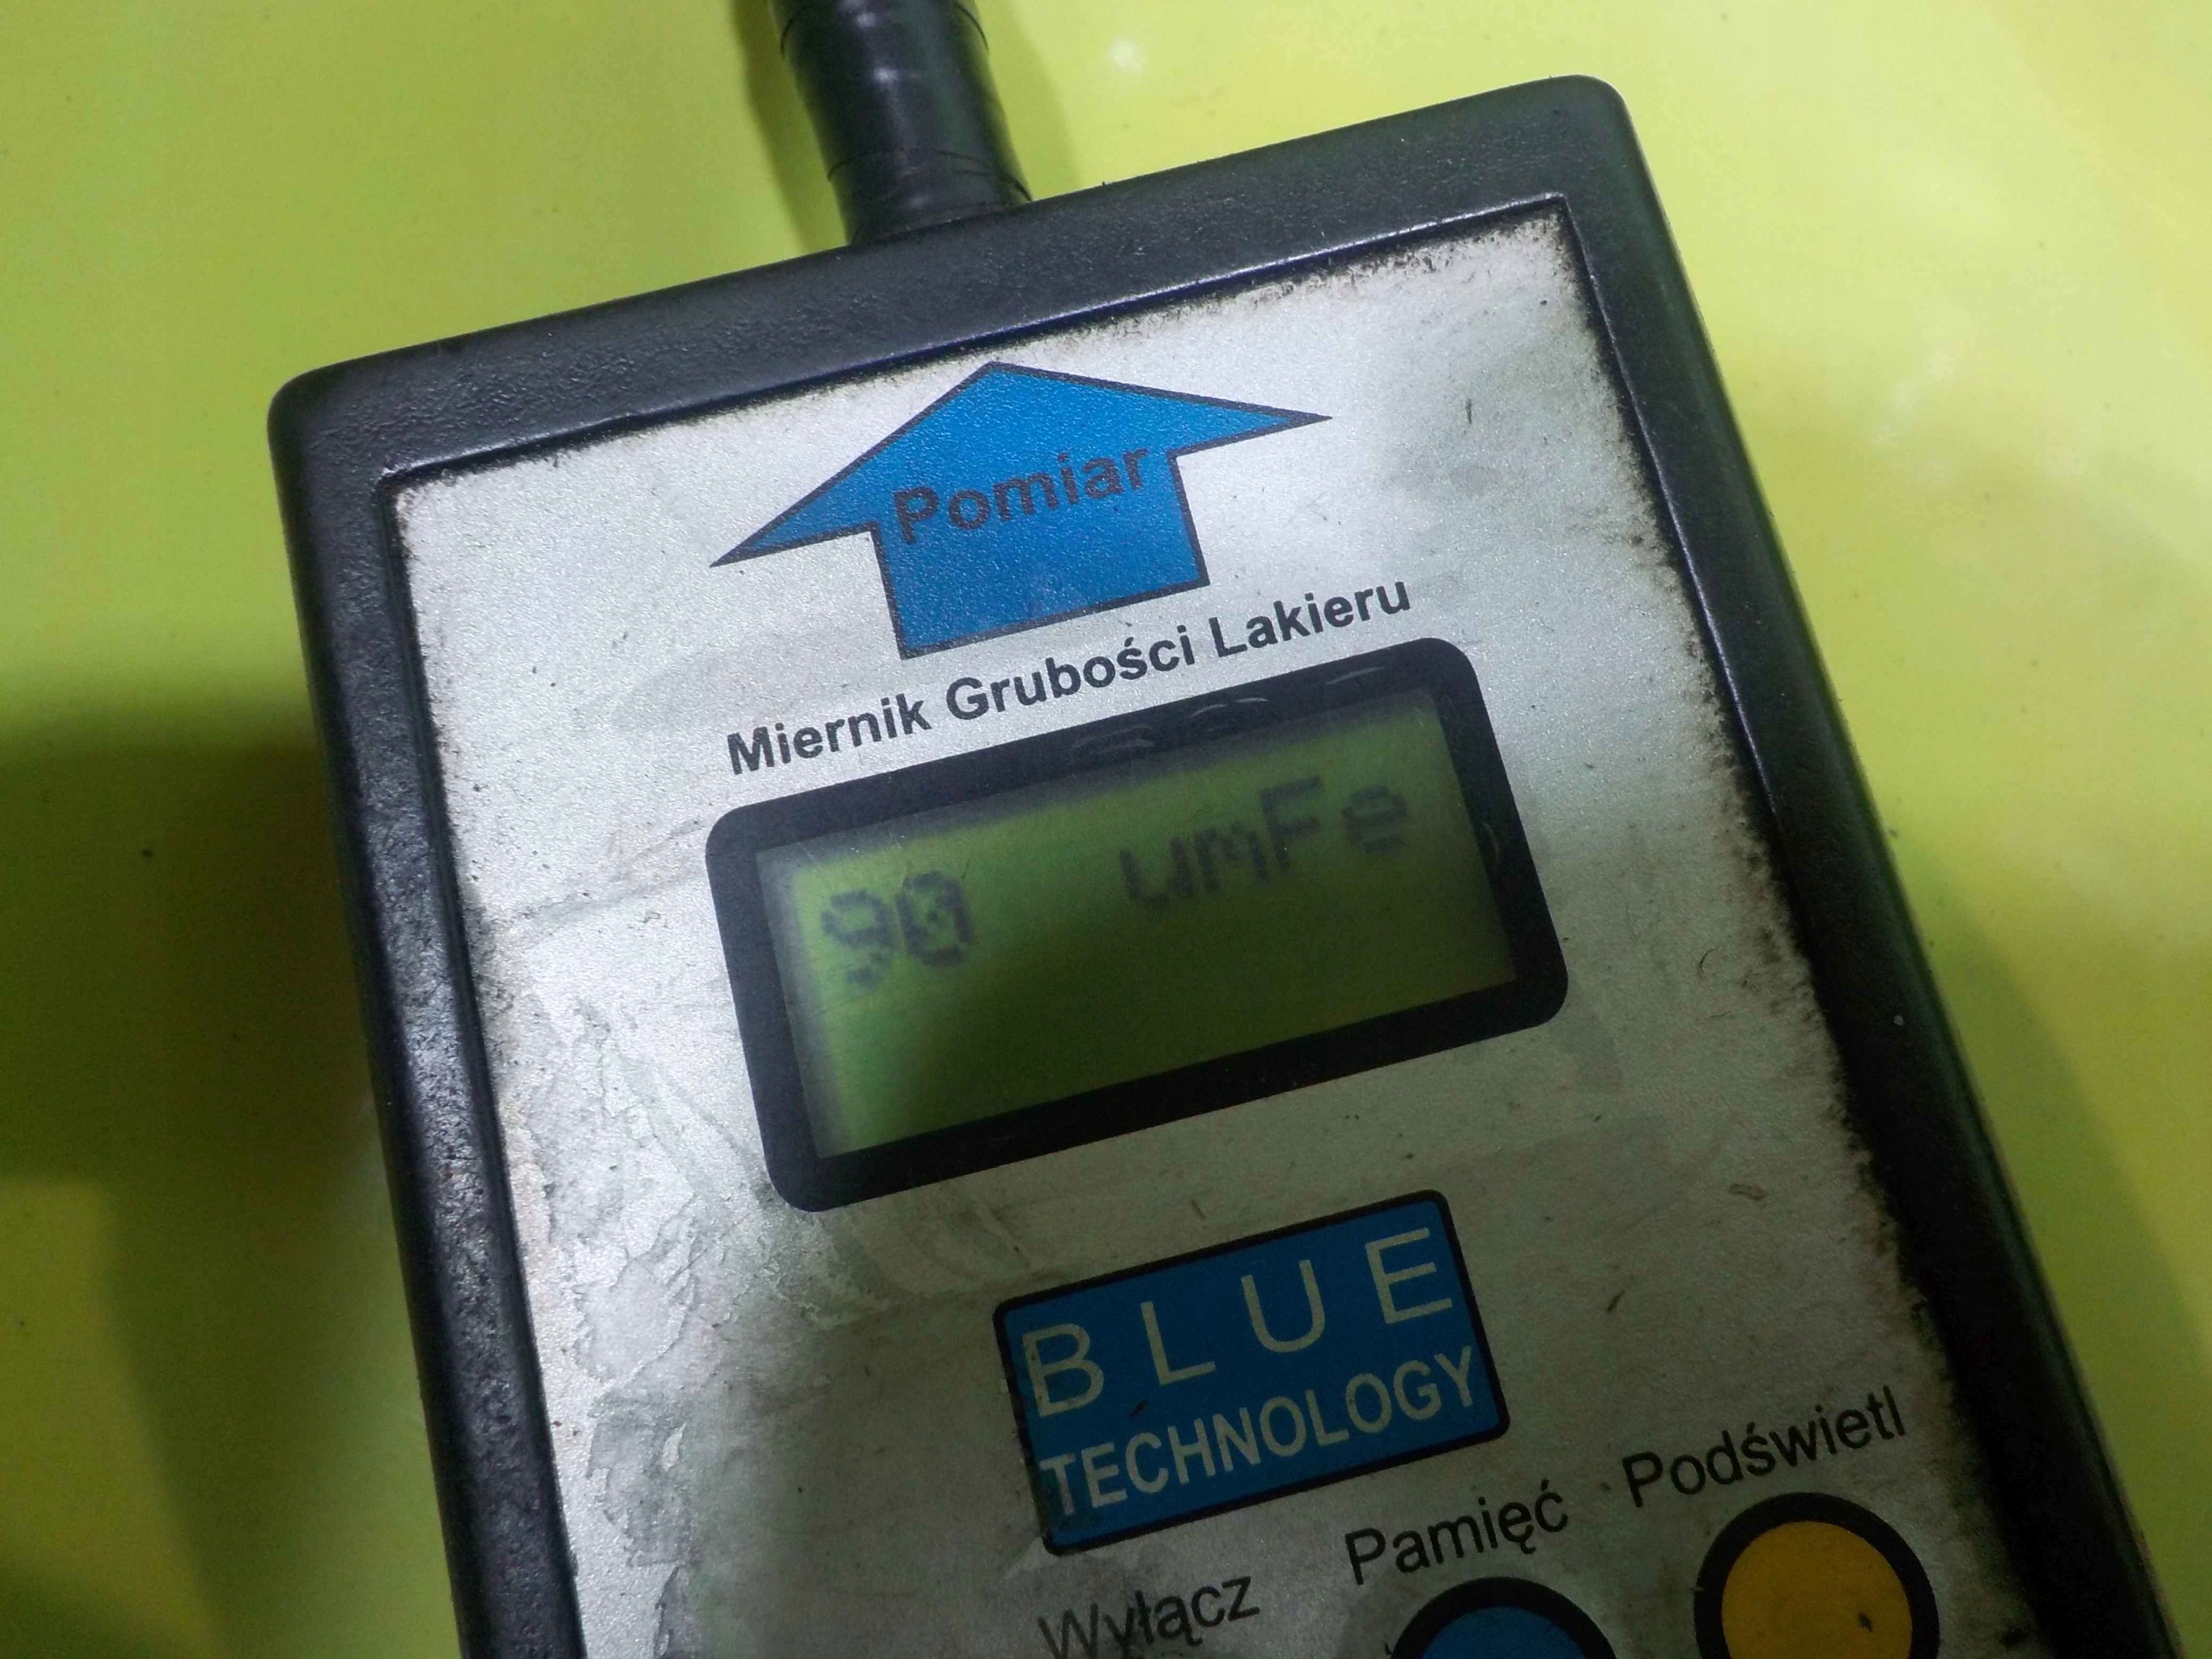 Pomiar
Miernik Grubości Lakieru
90 umFe
BLUE
TECHNOLOGY
Wyłącz Pamięć Podświetl